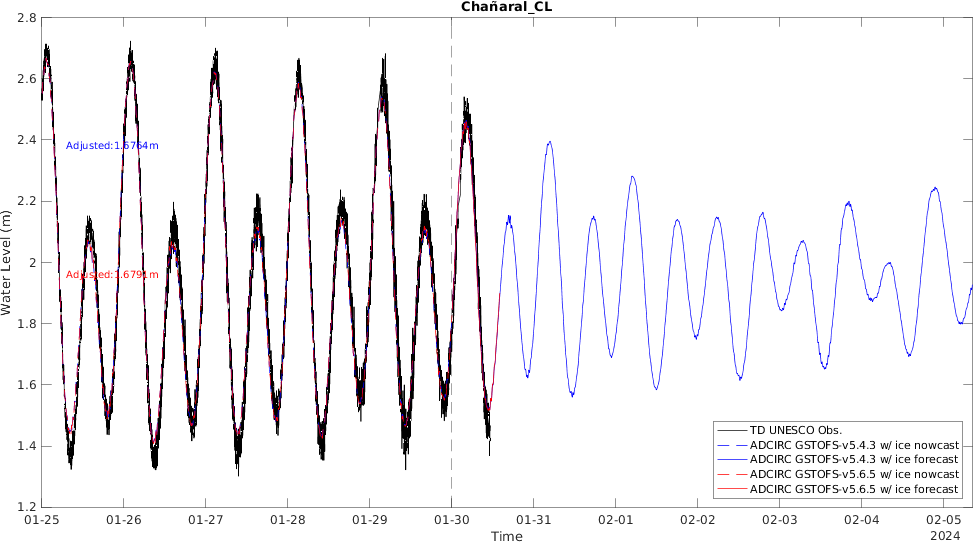 Chañaral_CL
2.8
2.6
2.4
2.2
2
1.8
1.6
1.4
1.2
Water Level (m)
Adjusted:1.6764m
Adjusted:1.6791m
TD UNESCO Obs.
ADCIRC GSTOFS-v5.4.3 w/ ice nowcast
ADCIRC GSTOFS-v5.4.3 w/ ice forecast
ADCIRC GSTOFS-v5.6.5 w/ ice nowcast
ADCIRC GSTOFS-v5.6.5 w/ ice forecast
01-25 01-26 01-27 01-28 01-29 01-30 01-31 02-01 02-02 02-03 02-04 02-05
Time
2024